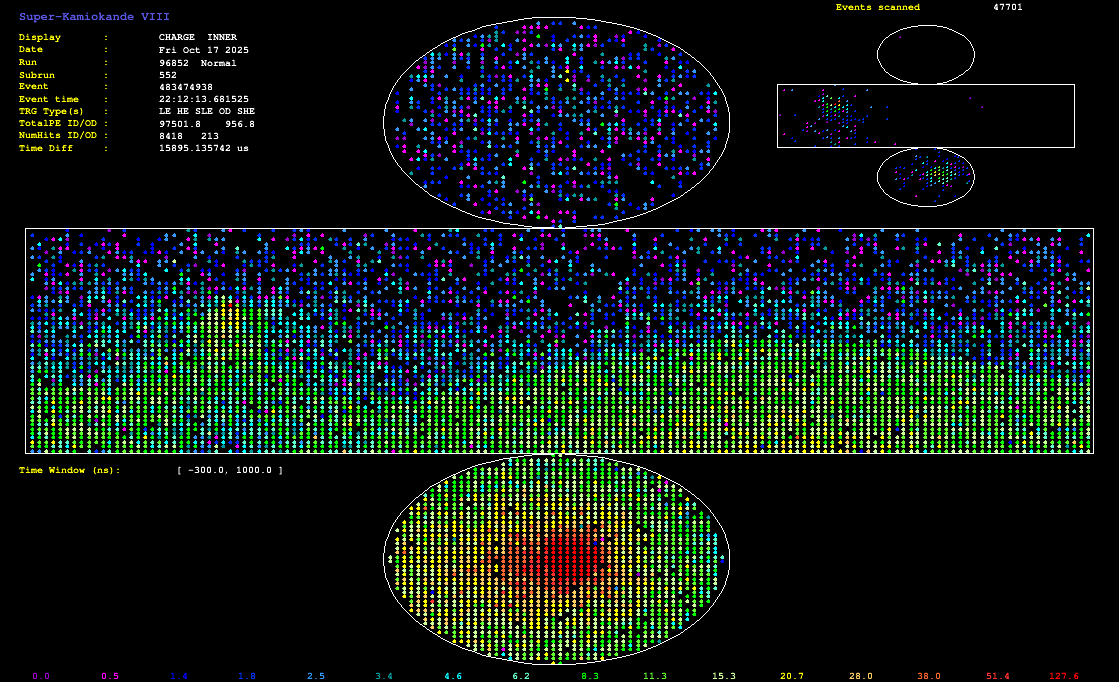 Super-Kamiokande VIII
Display : CHARGE INNER
Date : Fri Oct 17 2025
Run : 96852 Normal
Subrun : 552
Event : 483474938
Event time : 22:12:13.681525
TRG Type(s) : LE HE SLE OD SHE
TotalPE ID/OD : 97501.8 956.8
NumHits ID/OD : 8418 213
Time Diff : 15895.135742 us
Events scanned 47701
Time Window (ns): [ -300.0, 1000.0 ]
0.0 0.5 1.4 1.8 2.5 3.4 4.6 6.2 8.3 11.3 15.3 20.7 28.0 38.0 51.4 127.6